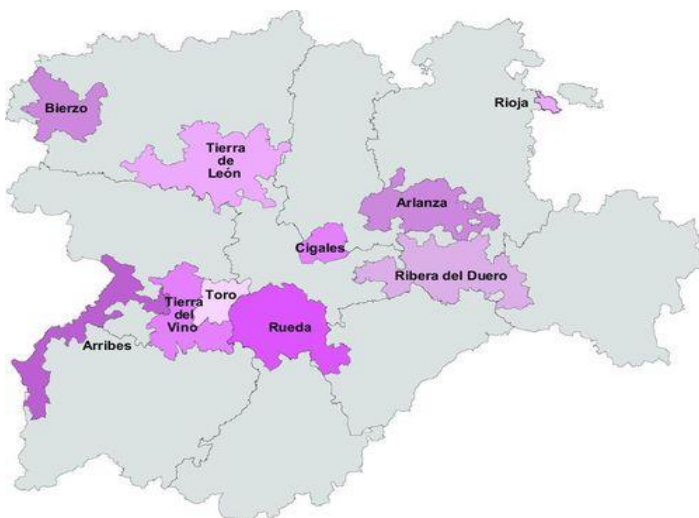 Bierzo
Rioja
Tierra
de
León
Arlanza
Cigales
Ribera del Duero
Toro
Tierra
del
Vino
Rueda
Arribes